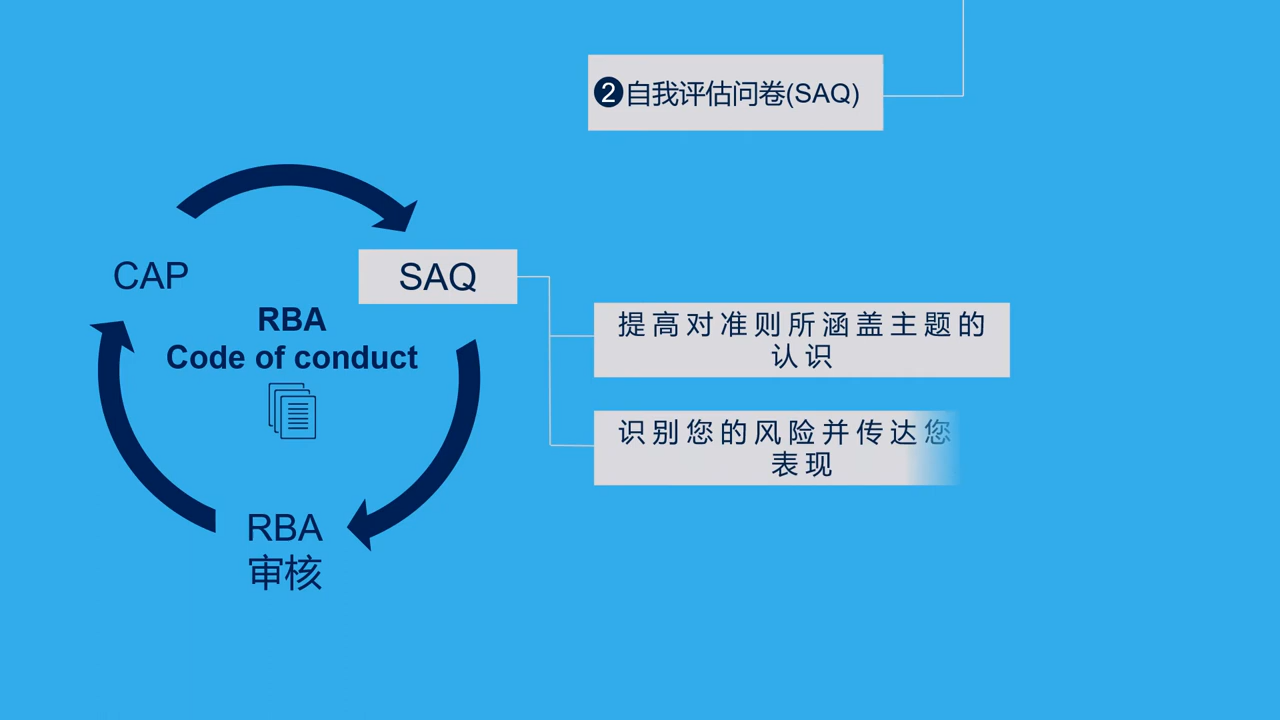 ❷自我评估问卷(SAQ)
CAP
SAQ
RBA
Code of conduct
提高对准则所涵盖主题的
认识
识别您的风险并传达您
表现
RBA
审核